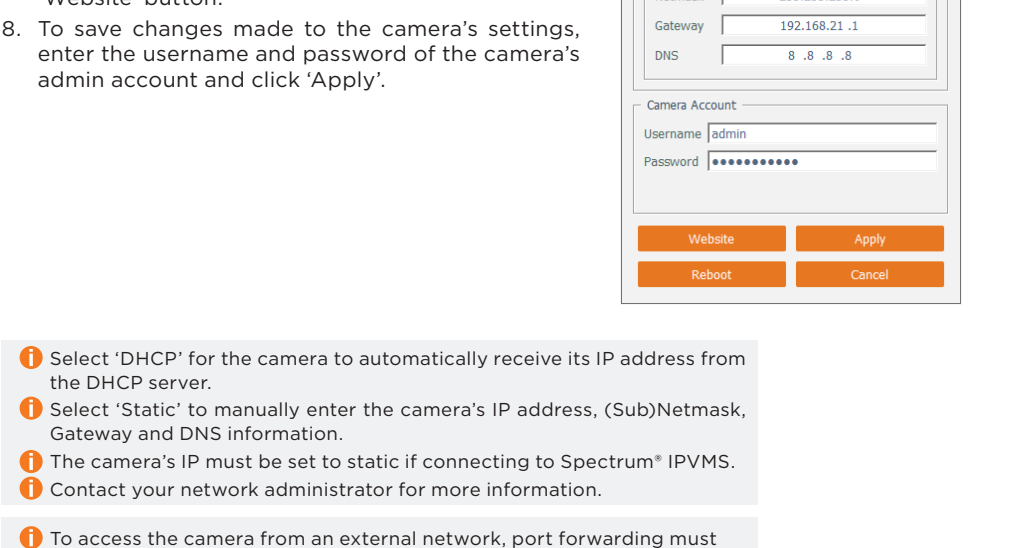 'Website' button.
8. To save changes made to the camera's settings,
enter the username and password of the camera's
admin account and click 'Apply'.
Gateway 192.168.21 .1
DNS 8 .8 .8 .8
Camera Account
Username admin
Password ●●●●●●●●●●●
Website Apply
Reboot Cancel
Select 'DHCP' for the camera to automatically receive its IP address from
the DHCP server.
Select 'Static' to manually enter the camera's IP address, (Sub)Netmask,
Gateway and DNS information.
The camera's IP must be set to static if connecting to Spectrum® IPVMS.
Contact your network administrator for more information.
To access the camera from an external network, port forwarding must